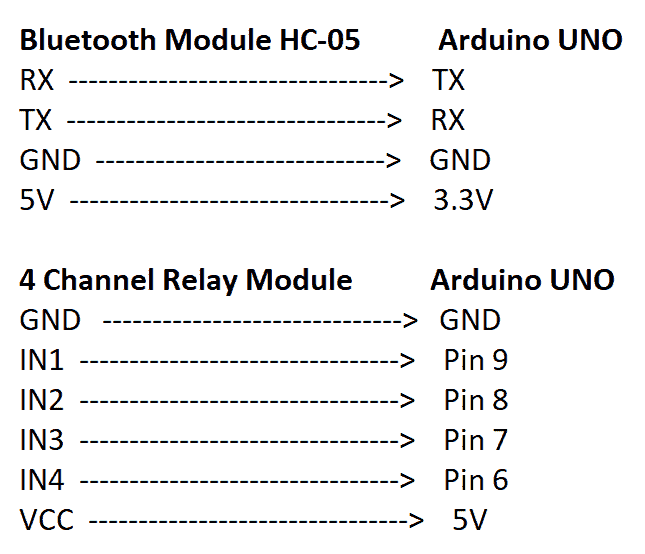 Bluetooth Module HC-05 Arduino UNO
RX --------------------------------> TX
TX --------------------------------> RX
GND -----------------------------> GND
5V --------------------------------> 3.3V
4 Channel Relay Module Arduino UNO
GND ------------------------------> GND
IN1 --------------------------------> Pin 9
IN2 --------------------------------> Pin 8
IN3 --------------------------------> Pin 7
IN4 --------------------------------> Pin 6
VCC --------------------------------> 5V